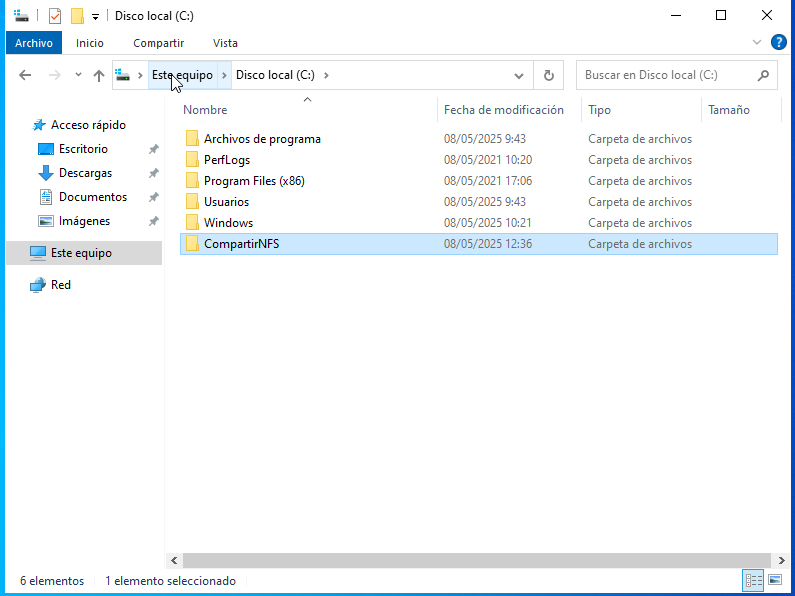 Disco local (C:)
Archivo Inicio Compartir Vista
Este equipo Disco local (C:) Buscar en Disco local (C:)
Nombre Fecha de modificación Tipo Tamaño
Acceso rápido
Escritorio
Descargas
Documentos
Imágenes
Este equipo
Red
Archivos de programa 08/05/2025 9:43 Carpeta de archivos
PerfLogs 08/05/2021 10:20 Carpeta de archivos
Program Files (x86) 08/05/2021 17:06 Carpeta de archivos
Usuarios 08/05/2025 9:43 Carpeta de archivos
Windows 08/05/2025 10:21 Carpeta de archivos
CompartirNFS 08/05/2025 12:36 Carpeta de archivos
6 elementos 1 elemento seleccionado